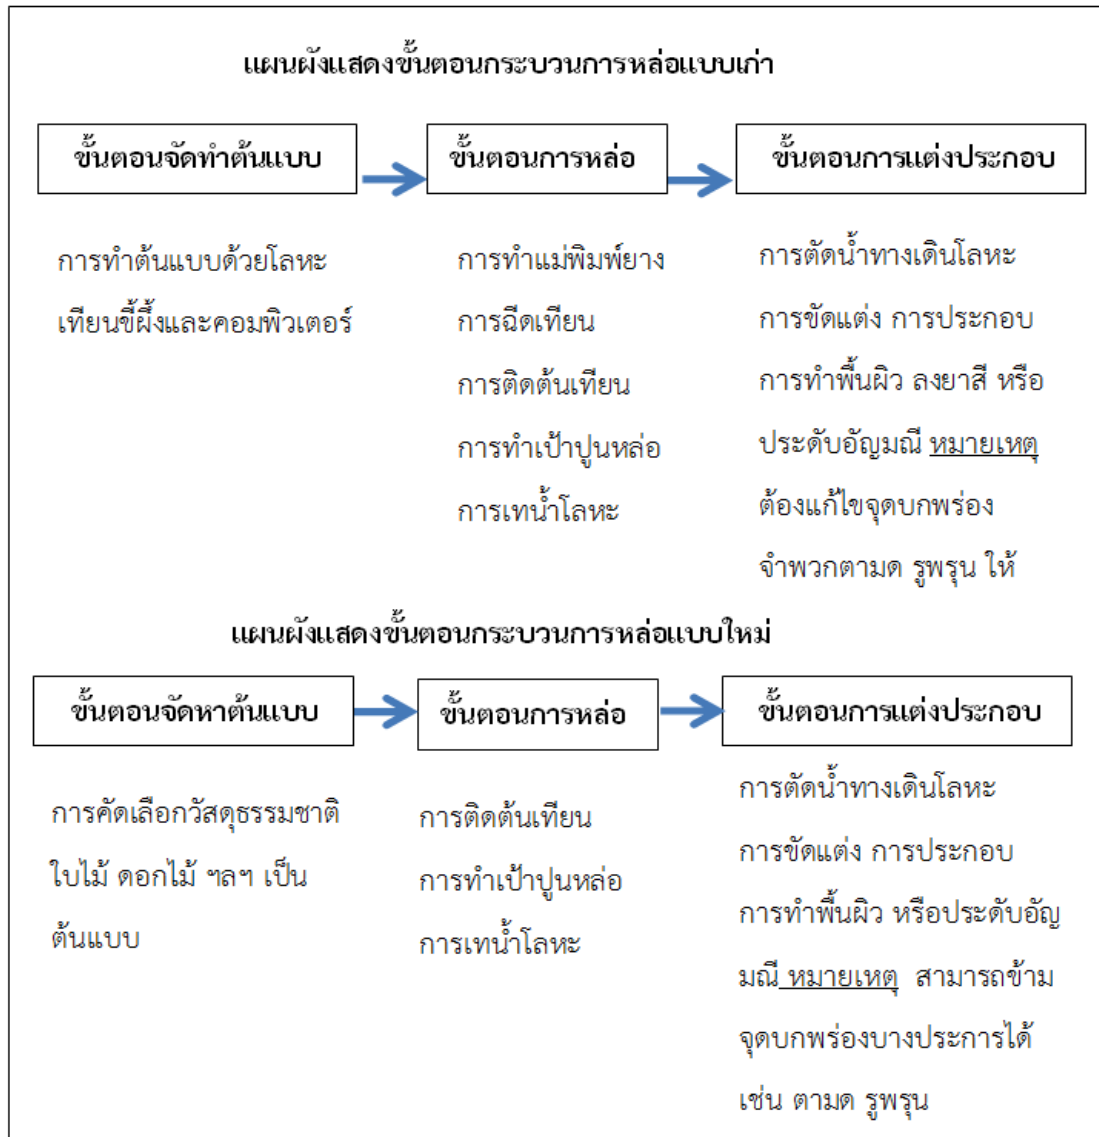 แผนผังแสดงขั้นตอนกระบวนการหล่อแบบเก่า
ขั้นตอนจัดทำต้นแบบ
ขั้นตอนการหล่อ
ขั้นตอนการแต่งประกอบ
การทำต้นแบบด้วยโลหะ
เทียนขี้ผึ้งและคอมพิวเตอร์
การทำแม่พิมพ์ยาง
การฉีดเทียน
การติดต้นเทียน
การทำเป้าปูนหล่อ
การเทน้ำโลหะ
การตัดน้ำทางเดินโลหะ
การขัดแต่ง การประกอบ
การทำพื้นผิว ลงยาสี หรือ
ประดับอัญมณี หมายเหตุ
ต้องแก้ไขจุดบกพร่อง
จำพวกตามด รูพรุน ให้
แผนผังแสดงขั้นตอนกระบวนการหล่อแบบใหม่
ขั้นตอนจัดหาต้นแบบ
ขั้นตอนการหล่อ
ขั้นตอนการแต่งประกอบ
การคัดเลือกวัสดุธรรมชาติ
ใบไม้ ดอกไม้ ฯลฯ เป็น
ต้นแบบ
การติดต้นเทียน
การทำเป้าปูนหล่อ
การเทน้ำโลหะ
การตัดน้ำทางเดินโลหะ
การขัดแต่ง การประกอบ
การทำพื้นผิว หรือประดับอัญ
มณี หมายเหตุ สามารถข้าม
จุดบกพร่องบางประการได้
เช่น ตามด รูพรุน